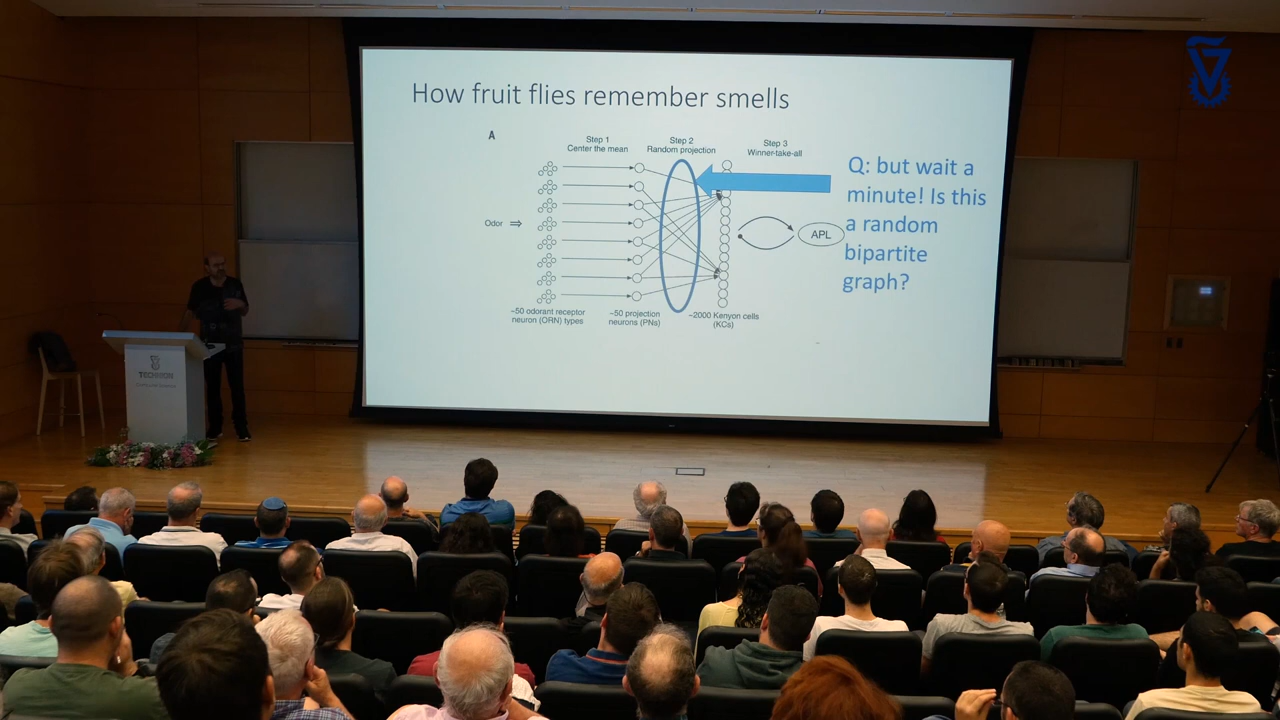 How fruit flies remember smells
A
Step 1
Center the mean
Step 2
Random projection
Step 3
Winner-take-all
Odor ⇒
APL
~50 odorant receptor
neuron (ORN) types
~50 projection
neurons (PNs)
~2000 Kenyon cells
(KCs)
Q: but wait a
minute! Is this
a random
bipartite
graph?
TECHNION